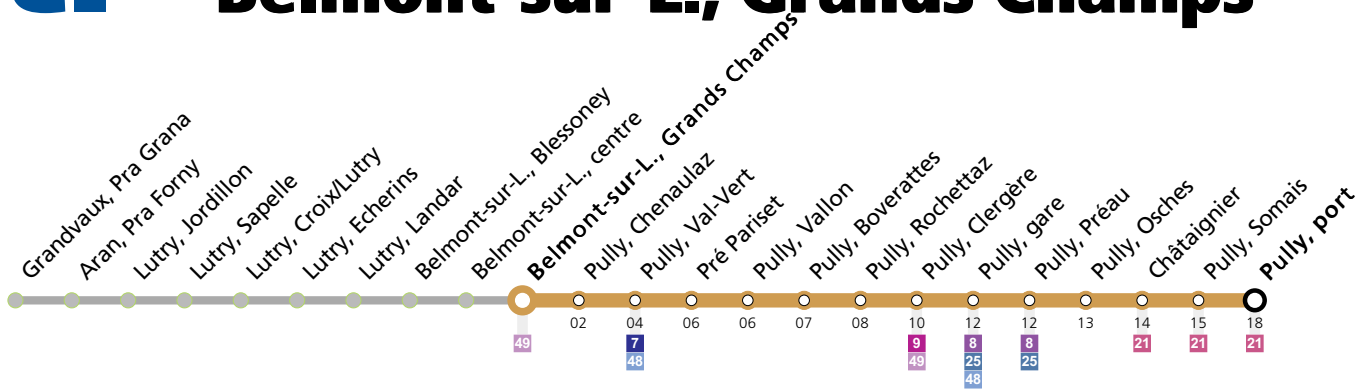 Belmont-sur-L., Grands Champs
Grandvaux, Pra Grana
Aran, Pra Forny
Lutry, Jordillon
Lutry, Sapelle
Lutry, Croix/Lutry
Lutry, Echerins
Lutry, Landar
Belmont-sur-L., Blessoney
Belmont-sur-L., centre
Belmont-sur-L., Grands Champs
Pully, Chenaulaz
Pully, Val-Vert
Pré Pariset
Pully, Vallon
Pully, Boverattes
Pully, Rochettaz
Pully, Clergère
Pully, gare
Pully, Préau
Pully, Osches
Châtaignier
Pully, Somais
Pully, port
02 04 06 06 07 08 10 12 12 13 14 15 18
49 7 9 8 8 21 21 21
48 49 25 25
48